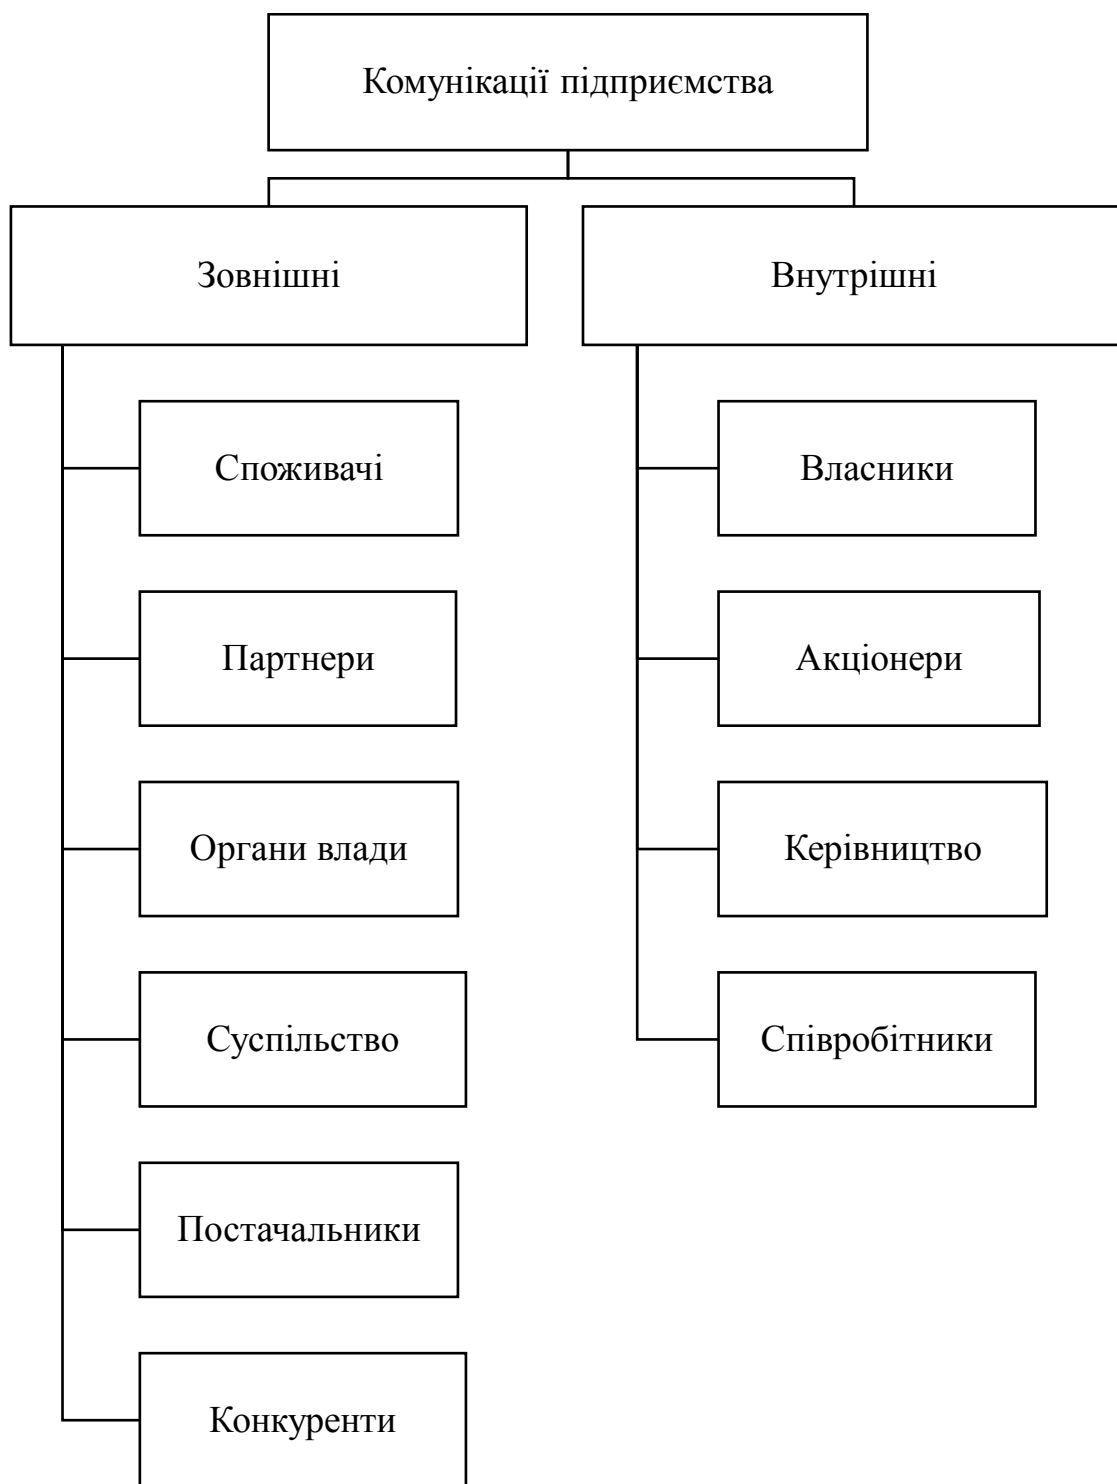 Комунікації підприємства
Зовнішні
Внутрішні
Споживачі
Власники
Партнери
Акціонери
Органи влади
Керівництво
Суспільство
Співробітники
Постачальники
Конкуренти